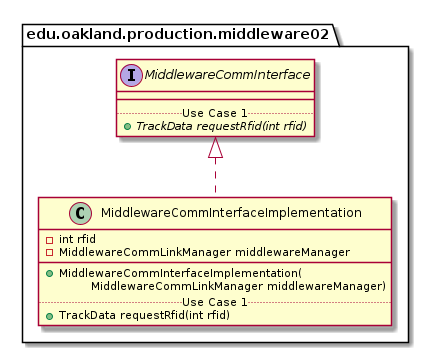 edu.oakland.production.middleware02
I MiddlewareCommInterface
Use Case 1
TrackData requestRfid(int rfid)
C MiddlewareCommInterfaceImplementation
int rfid
MiddlewareCommLinkManager middlewareManager
MiddlewareCommInterfaceImplementation(
MiddlewareCommLinkManager middlewareManager)
Use Case 1
TrackData requestRfid(int rfid)